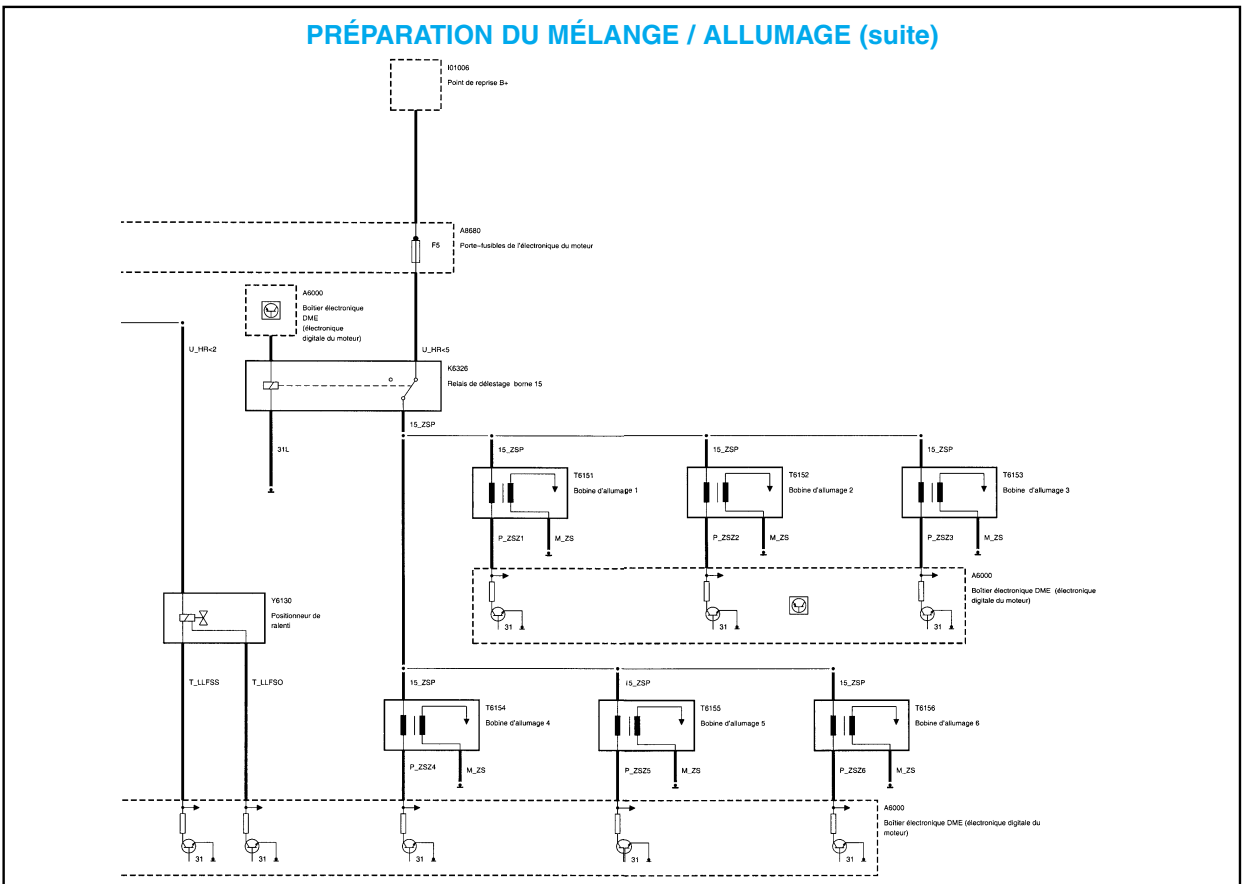 PRÉPARATION DU MÉLANGE / ALLUMAGE (suite)
I01006
Point de reprise B+
A8680
F5
Porte-fusibles de l'électronique du moteur
A6000
Boîtier électronique
DME
(électronique
digitale du moteur)
U_HR<2
U_HR<5
K6326
Relais de délestage borne 15
15_ZSP
31L
15_ZSP
15_ZSP
15_ZSP
T6151
Bobine d'allumage 1
T6152
Bobine d'allumage 2
T6153
Bobine d'allumage 3
P_ZSZ1
M_ZS
P_ZSZ2
M_ZS
P_ZSZ3
M_ZS
A6000
Boîtier électronique DME (électronique
digitale du moteur)
31
31
31
Y6130
Positionneur de
ralenti
T_LLFSS
T_LLFSO
15_ZSP
15_ZSP
15_ZSP
T6154
Bobine d'allumage 4
T6155
Bobine d'allumage 5
T6156
Bobine d'allumage 6
P_ZSZ4
M_ZS
P_ZSZ5
M_ZS
P_ZSZ6
M_ZS
A6000
Boîtier électronique DME (électronique digitale du
moteur)
31
31
31
31
31